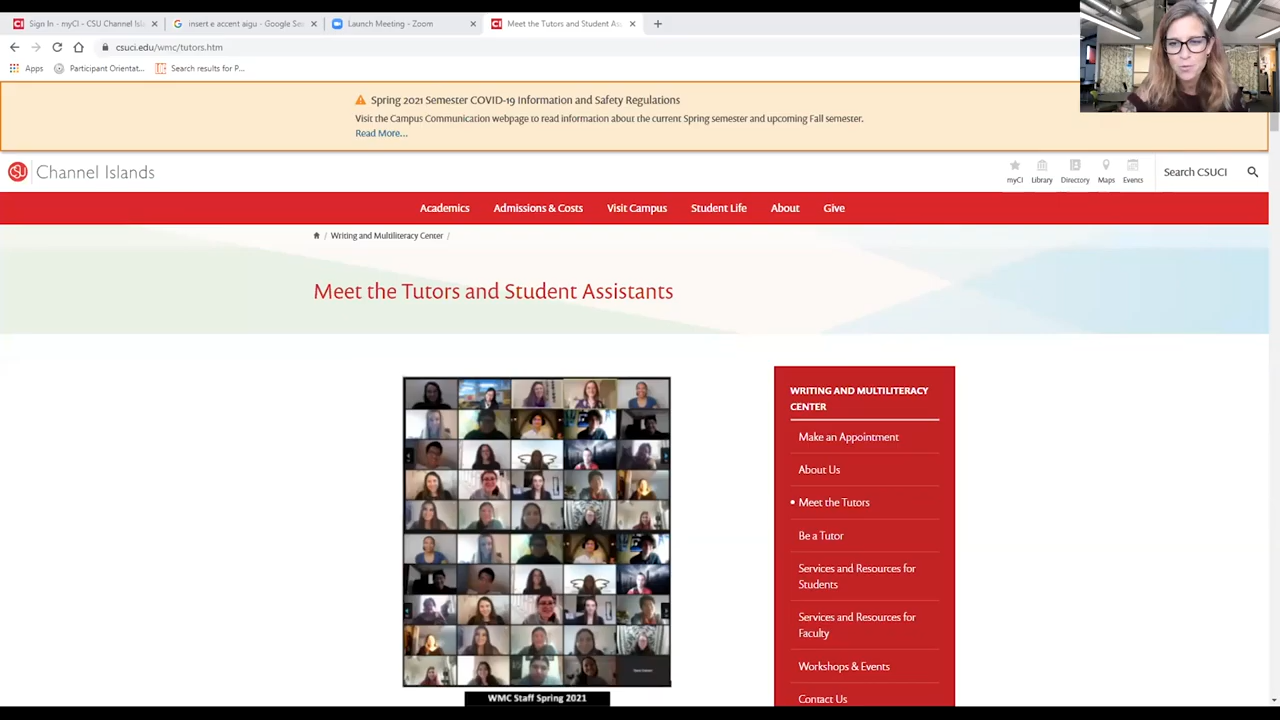 Sign In - myCI - CSU Channel Isla
insert e accent aigu - Google Sea
Launch Meeting - Zoom
Meet the Tutors and Student Ass
csuci.edu/wmc/tutors.htm
Apps
Participant Orientat...
Search results for P...
Spring 2021 Semester COVID-19 Information and Safety Regulations
Visit the Campus Communication webpage to read information about the current Spring semester and upcoming Fall semester.
Read More...
CSU Channel Islands
myCI
Library
Directory
Maps
Events
Search CSUCI
Academics
Admissions & Costs
Visit Campus
Student Life
About
Give
/ Writing and Multiliteracy Center /
Meet the Tutors and Student Assistants
WMC Staff Spring 2021
WRITING AND MULTILITERACY
CENTER
Make an Appointment
About Us
Meet the Tutors
Be a Tutor
Services and Resources for
Students
Services and Resources for
Faculty
Workshops & Events
Contact Us